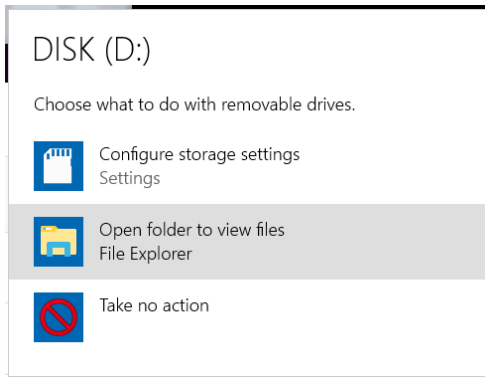 DISK (D:)
Choose what to do with removable drives.
Configure storage settings
Settings
Open folder to view files
File Explorer
Take no action